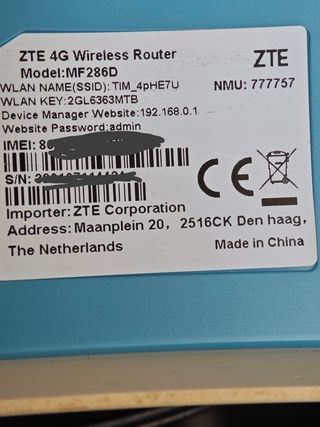 ZTE 4G Wireless Router
ZTE
Model:MF286D
WLAN NAME(SSID): TIM_4pHE7U
NMU: 777757
WLAN KEY:2GL6363MTB
Device Manager Website:192.168.0.1
Website Password:admin
IMEI:
S/N:
CE
Importer: ZTE Corporation
Address: Maanplein 20, 2516CK Den haag,
The Netherlands
Made in China